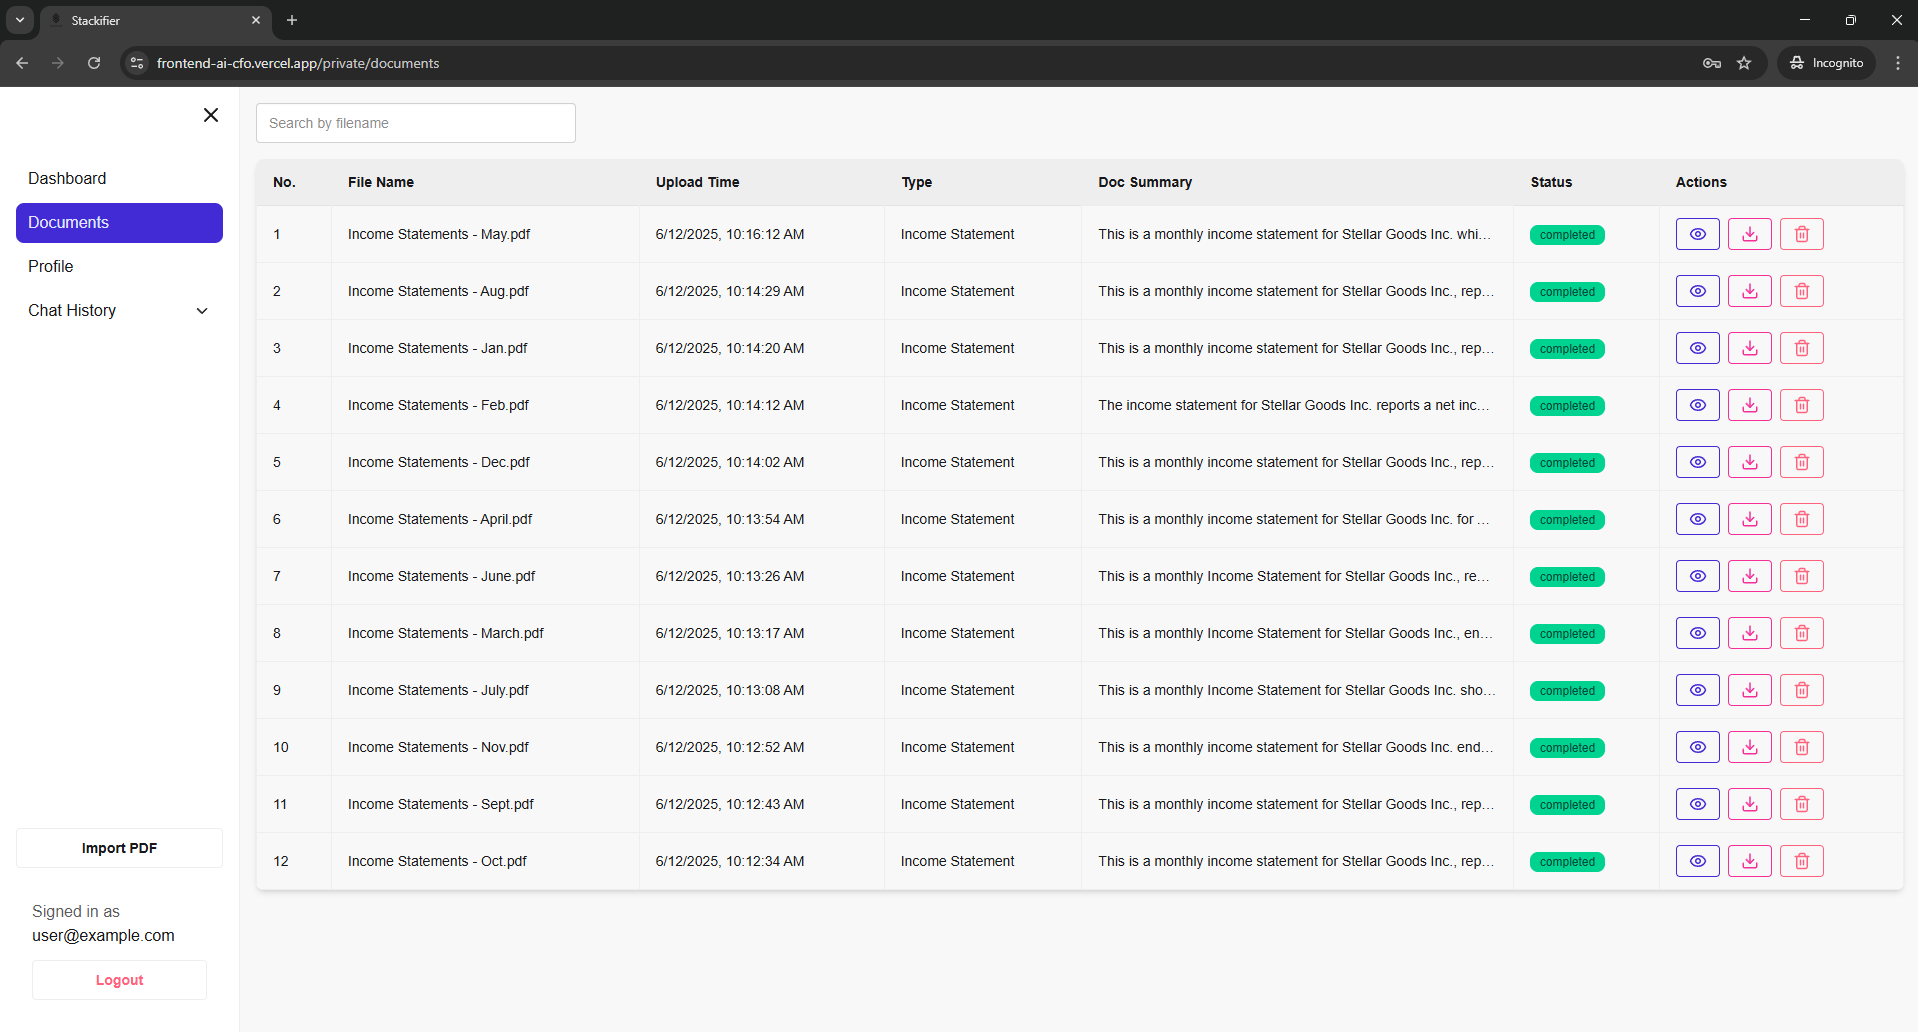 Stackifier
frontend-ai-cfo.vercel.app/private/documents
Incognito
Dashboard
Documents
Profile
Chat History
Import PDF
Signed in as
user@example.com
Logout
Search by filename
No. File Name Upload Time Type Doc Summary Status Actions
1 Income Statements - May.pdf 6/12/2025, 10:16:12 AM Income Statement This is a monthly income statement for Stellar Goods Inc. whi... completed
2 Income Statements - Aug.pdf 6/12/2025, 10:14:29 AM Income Statement This is a monthly income statement for Stellar Goods Inc., rep... completed
3 Income Statements - Jan.pdf 6/12/2025, 10:14:20 AM Income Statement This is a monthly income statement for Stellar Goods Inc., rep... completed
4 Income Statements - Feb.pdf 6/12/2025, 10:14:12 AM Income Statement The income statement for Stellar Goods Inc. reports a net inc... completed
5 Income Statements - Dec.pdf 6/12/2025, 10:14:02 AM Income Statement This is a monthly income statement for Stellar Goods Inc., rep... completed
6 Income Statements - April.pdf 6/12/2025, 10:13:54 AM Income Statement This is a monthly income statement for Stellar Goods Inc. for ... completed
7 Income Statements - June.pdf 6/12/2025, 10:13:26 AM Income Statement This is a monthly Income Statement for Stellar Goods Inc., re... completed
8 Income Statements - March.pdf 6/12/2025, 10:13:17 AM Income Statement This is a monthly Income Statement for Stellar Goods Inc., en... completed
9 Income Statements - July.pdf 6/12/2025, 10:13:08 AM Income Statement This is a monthly Income Statement for Stellar Goods Inc. sho... completed
10 Income Statements - Nov.pdf 6/12/2025, 10:12:52 AM Income Statement This is a monthly income statement for Stellar Goods Inc. end... completed
11 Income Statements - Sept.pdf 6/12/2025, 10:12:43 AM Income Statement This is a monthly income statement for Stellar Goods Inc., rep... completed
12 Income Statements - Oct.pdf 6/12/2025, 10:12:34 AM Income Statement This is a monthly income statement for Stellar Goods Inc., rep... completed